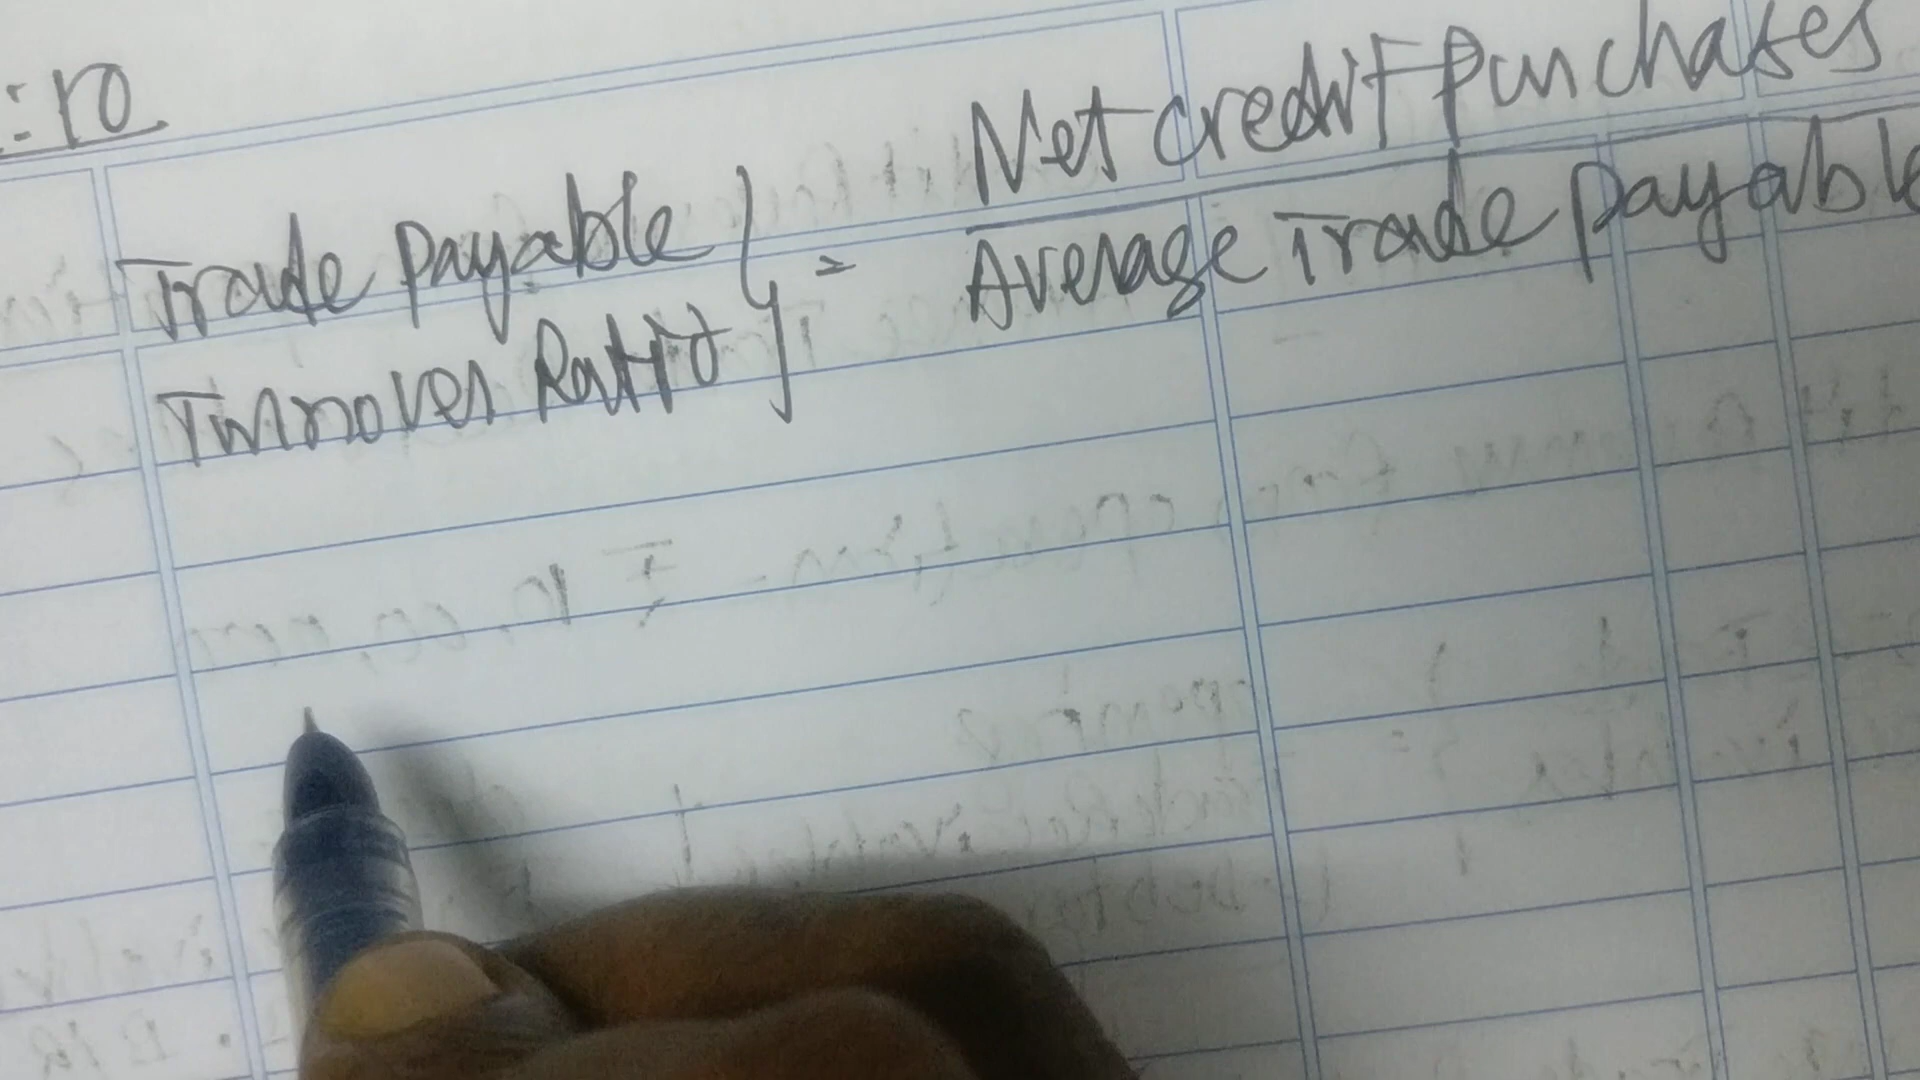 :10
Trade payable } = Net credit purchases
Turnover Ratio Average Trade payable